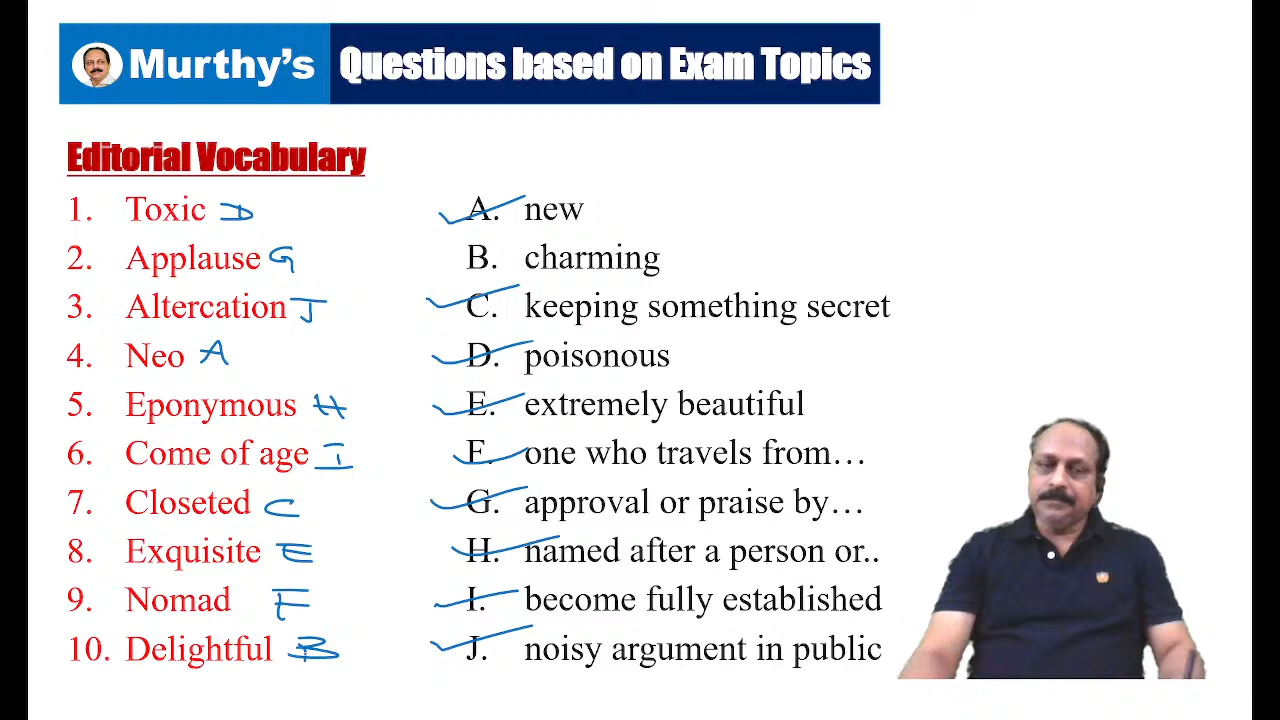 Murthy's Questions based on Exam Topics
Editorial Vocabulary
1. Toxic D A. new
2. Applause G B. charming
3. Altercation J C. keeping something secret
4. Neo A D. poisonous
5. Eponymous H E. extremely beautiful
6. Come of age I F. one who travels from…
7. Closeted C G. approval or praise by…
8. Exquisite E H. named after a person or..
9. Nomad F I. become fully established
10. Delightful B J. noisy argument in public